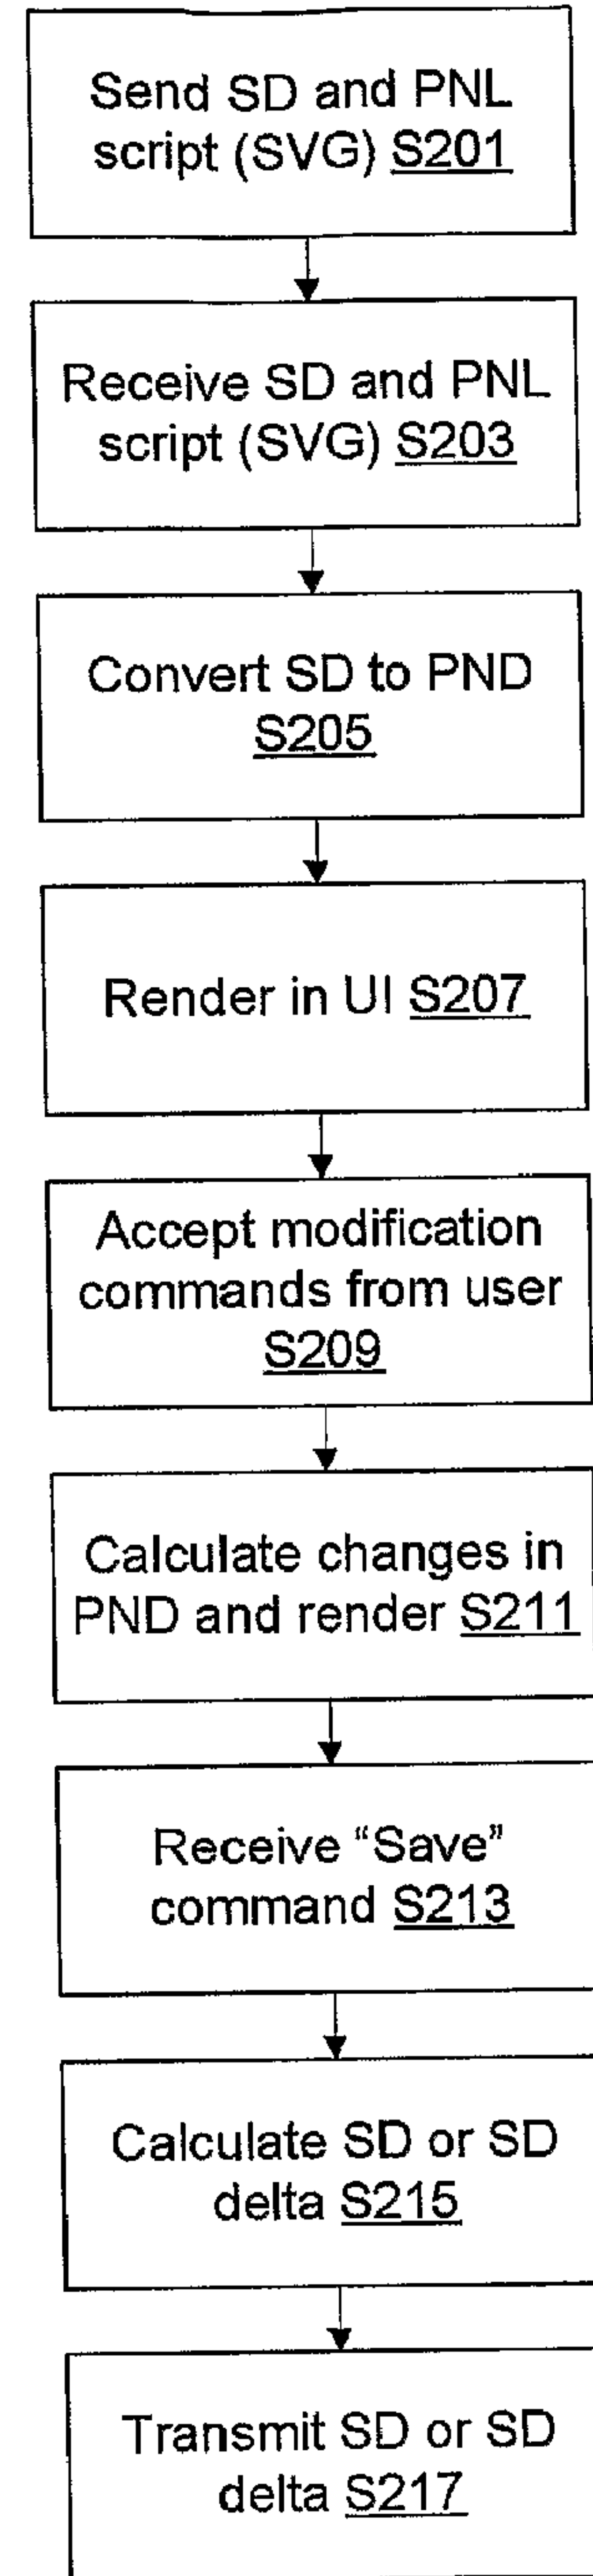 Send SD and PNL
script (SVG) S201
Receive SD and PNL
script (SVG) S203
Convert SD to PND
S205
Render in UI S207
Accept modification
commands from user
S209
Calculate changes in
PND and render S211
Receive “Save”
command S213
Calculate SD or SD
delta S215
Transmit SD or SD
delta S217